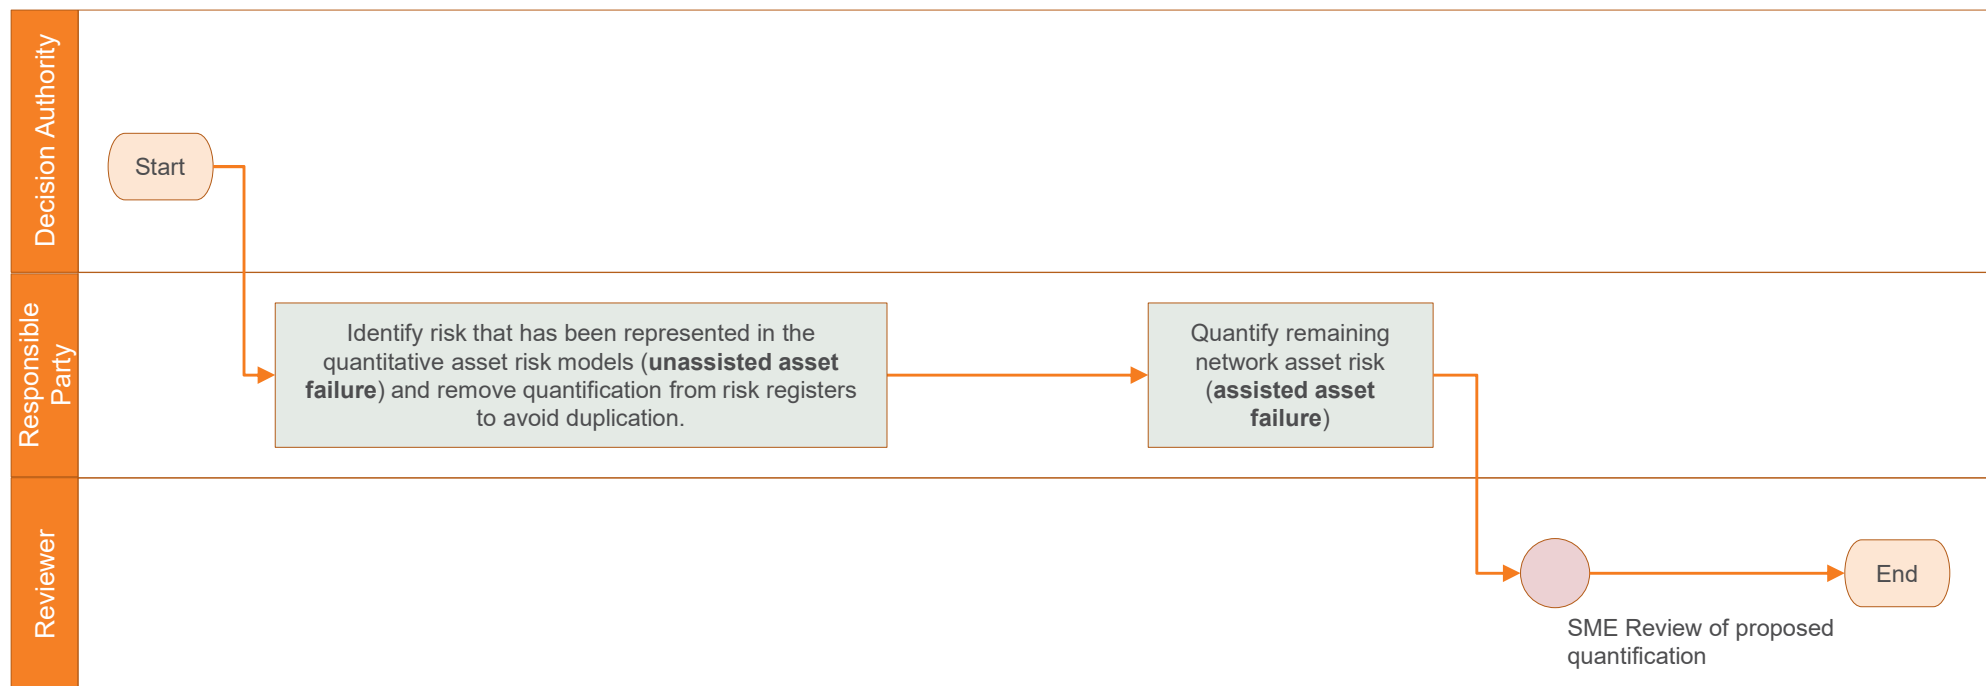 Decision Authority
Start
Responsible
Party
Identify risk that has been represented in the
quantitative asset risk models (unassisted asset
failure) and remove quantification from risk registers
to avoid duplication.
Quantify remaining
network asset risk
(assisted asset
failure)
Reviewer
End
SME Review of proposed
quantification